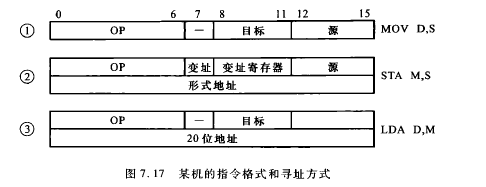 0 6 7 8 11 12 15
① OP — 目标 源 MOV D,S
② OP 变址 变址寄存器 源 STA M,S
形式地址
③ OP — 目标 LDA D,M
20位地址
图 7.17 某机的指令格式和寻址方式